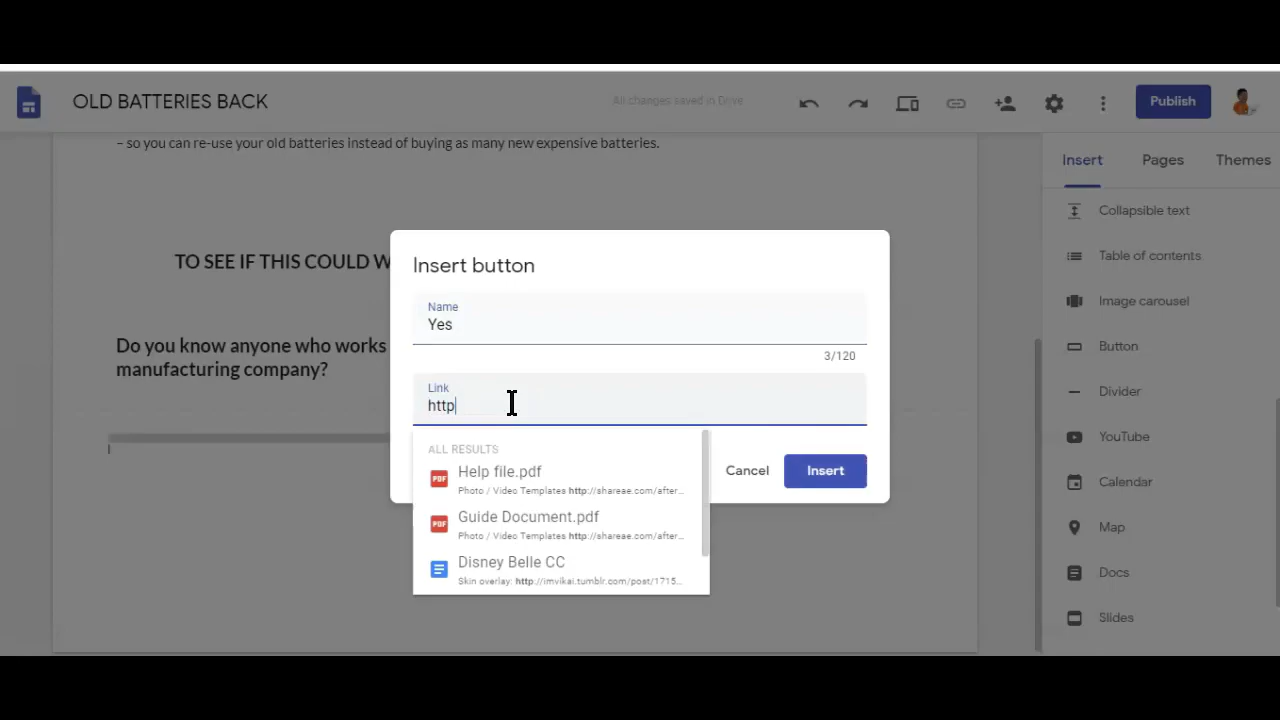 OLD BATTERIES BACK
All changes saved in Drive
Publish
– so you can re-use your old batteries instead of buying as many new expensive batteries.
Insert
Pages
Themes
Collapsible text
Table of contents
Image carousel
Button
Divider
YouTube
Calendar
Map
Docs
Slides
TO SEE IF THIS COULD W
Do you know anyone who works
manufacturing company?
Insert button
Name
Yes
3/120
Link
http
ALL RESULTS
PDF
Help file.pdf
Photo / Video Templates http://shareae.com/after...
PDF
Guide Document.pdf
Photo / Video Templates http://shareae.com/after...
Disney Belle CC
Skin overlay: http://imvikai.tumblr.com/post/1715...
Cancel
Insert